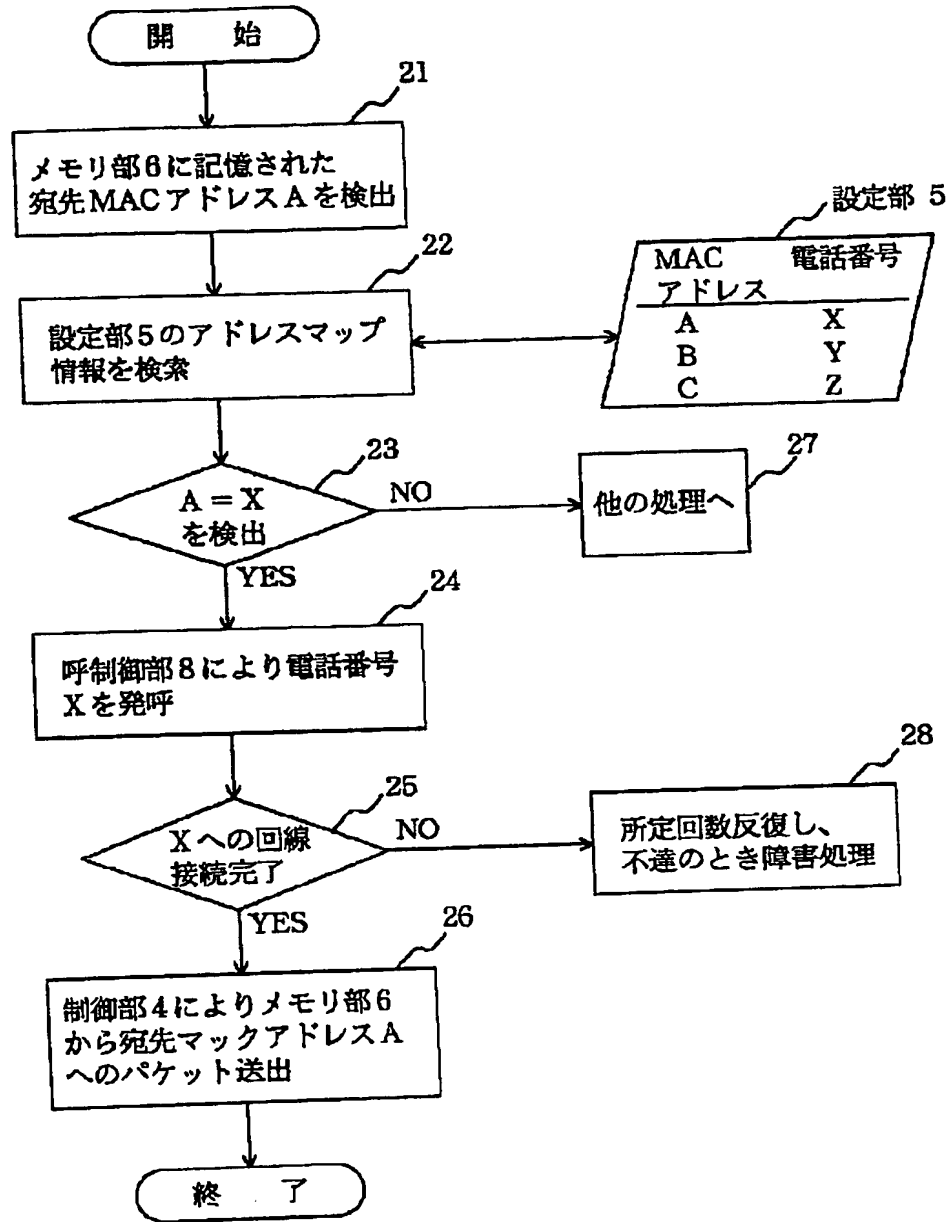 開 始
21
メモリ部6に記憶された
宛先MACアドレスAを検出
22
設定部5のアドレスマップ
情報を検索
設定部 5
MAC 電話番号
アドレス
A X
B Y
C Z
23
A = X
を検出
NO
YES
27
他の処理へ
24
呼制御部8により電話番号
Xを発呼
25
Xへの回線
接続完了
NO
YES
28
所定回数反復し、
不達のとき障害処理
26
制御部4によりメモリ部6
から宛先マックアドレスA
へのパケット送出
終 了